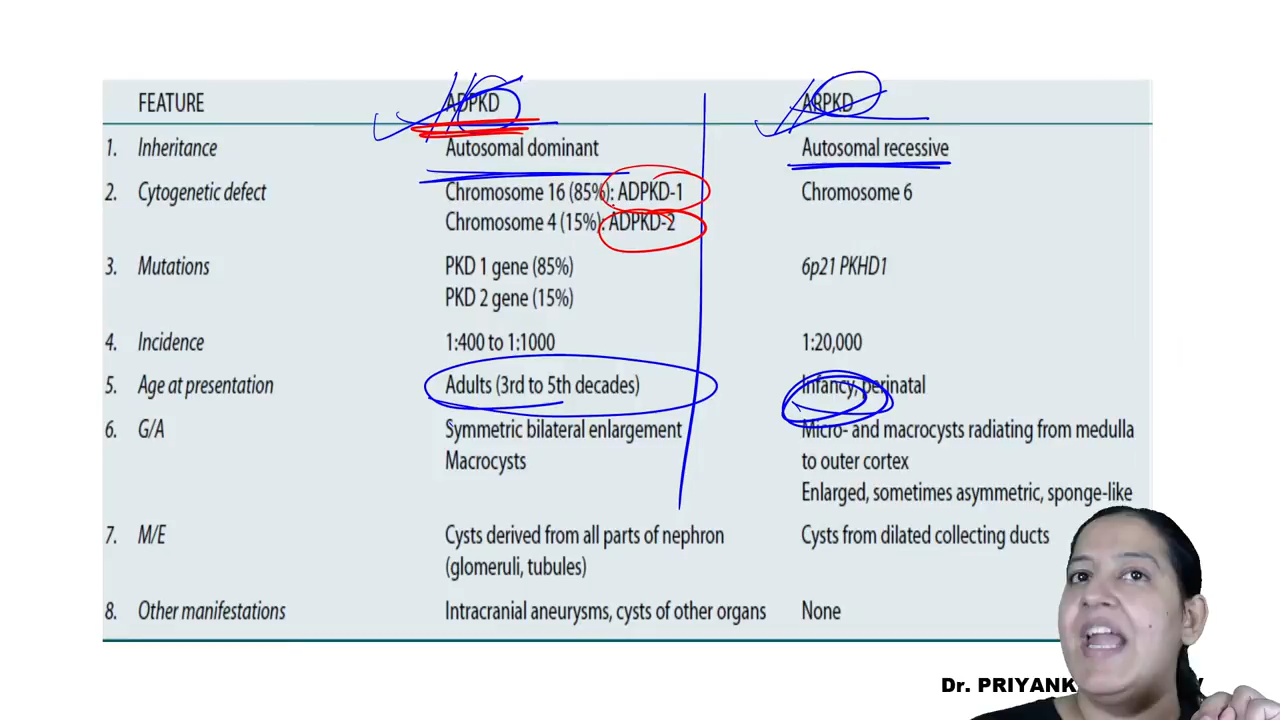 FEATURE ADPKD ARPKD
1. Inheritance Autosomal dominant Autosomal recessive
2. Cytogenetic defect Chromosome 16 (85%): ADPKD-1 Chromosome 6
Chromosome 4 (15%): ADPKD-2
3. Mutations PKD 1 gene (85%) 6p21 PKHD1
PKD 2 gene (15%)
4. Incidence 1:400 to 1:1000 1:20,000
5. Age at presentation Adults (3rd to 5th decades) Infancy, perinatal
6. G/A Symmetric bilateral enlargement Micro- and macrocysts radiating from medulla
Macrocysts to outer cortex
Enlarged, sometimes asymmetric, sponge-like
7. M/E Cysts derived from all parts of nephron Cysts from dilated collecting ducts
(glomeruli, tubules)
8. Other manifestations Intracranial aneurysms, cysts of other organs None
Dr. PRIYANK